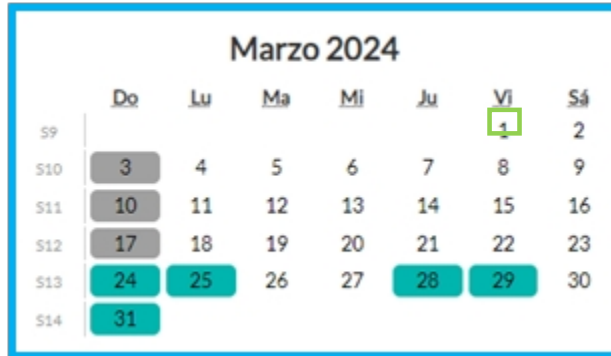 Marzo 2024
Do Lu Ma Mi Ju Vi Sá
S9 1 2
S10 3 4 5 6 7 8 9
S11 10 11 12 13 14 15 16
S12 17 18 19 20 21 22 23
S13 24 25 26 27 28 29 30
S14 31